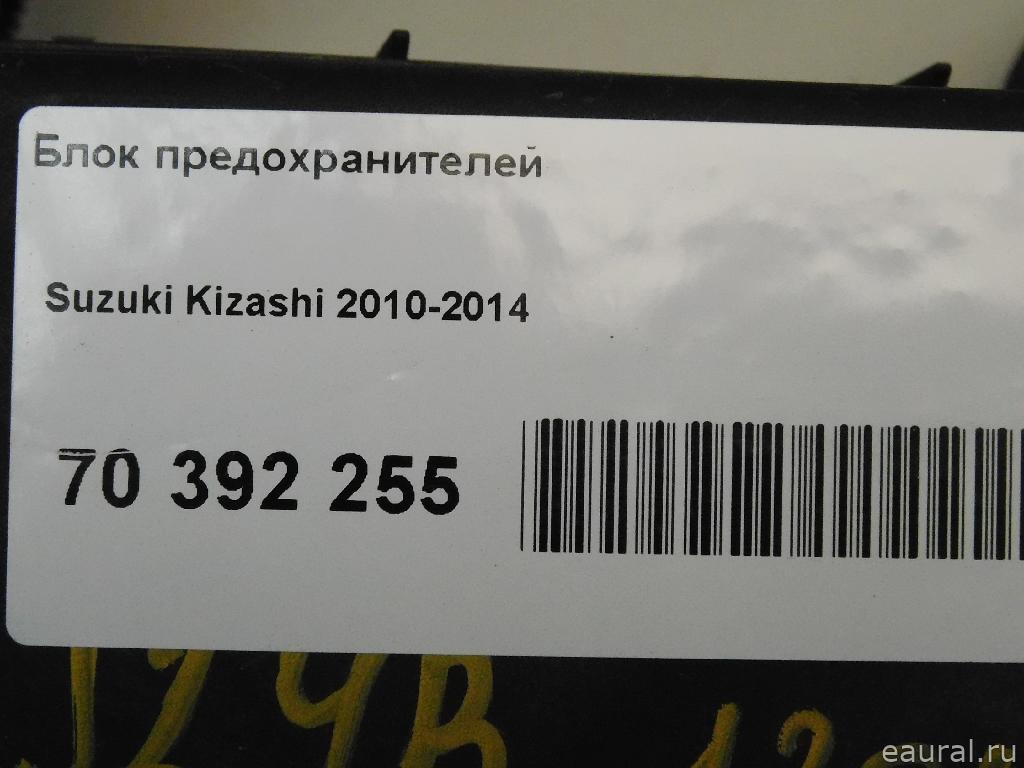 Блок предохранителей
Suzuki Kizashi 2010-2014
70 392 255
eaural.ru